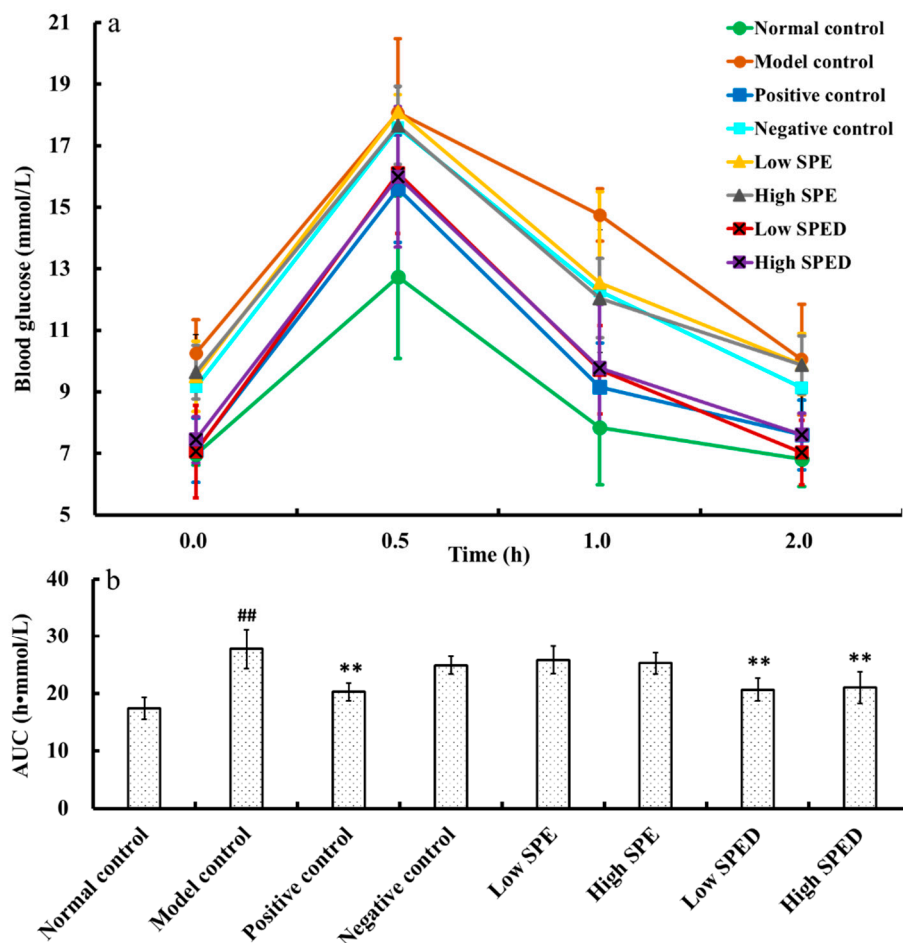 a
21
19
17
15
13
11
9
7
5
Blood glucose (mmol/L)
Normal control
Model control
Positive control
Negative control
Low SPE
High SPE
Low SPED
High SPED
0.0
0.5
1.0
2.0
Time (h)
b
40
30
20
10
0
AUC (h•mmol/L)
##
**
**
**
Normal control
Model control
Positive control
Negative control
Low SPE
High SPE
Low SPED
High SPED